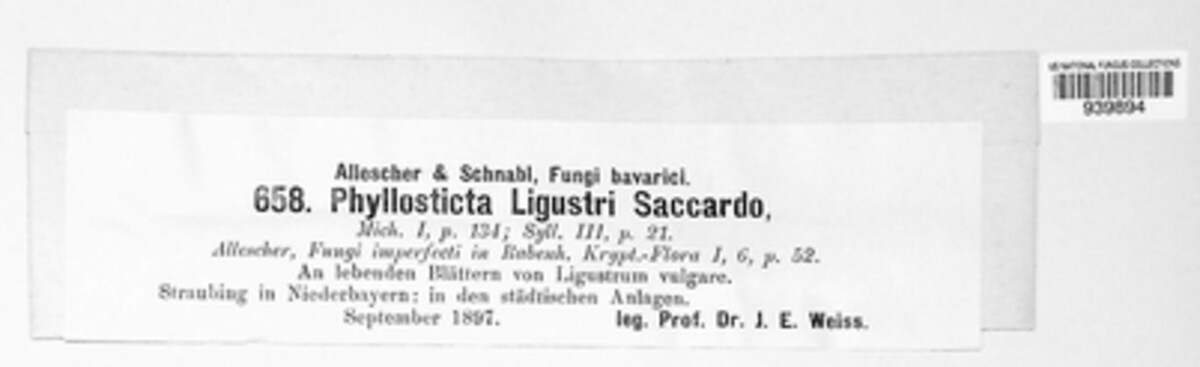 Allescher & Schnabl, Fungi bavarici.
658. Phyllosticta Ligustri Saccardo,
Mich. I, p. 134; Syll. III, p. 21.
Allescher, Fungi imperfecti in Rabenh. Krypt.-Flora I, 6, p. 52.
An lebenden Blättern von Ligustrum vulgare.
Straubing in Niederbayern: in den städtischen Anlagen.
September 1897. leg. Prof. Dr. J. E. Weiss.
US NATIONAL FUNGUS COLLECTIONS
939894